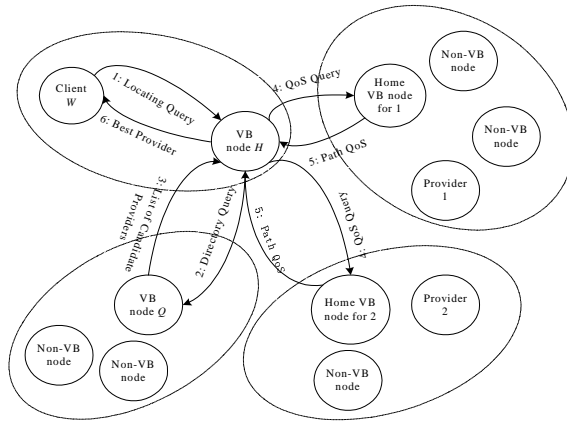 Client
W
1: Locating Query
6: Best Provider
VB
node H
4: QoS Query
5: Path QoS
Home
VB node
for 1
Non-VB
node
Non-VB
node
Provider
1
3: List of Candidate
Providers
2: Directory Query
5: Path QoS
4: QoS Query
VB
node Q
Non-VB
node
Non-VB
node
Home VB
node for 2
Provider
2
Non-VB
node